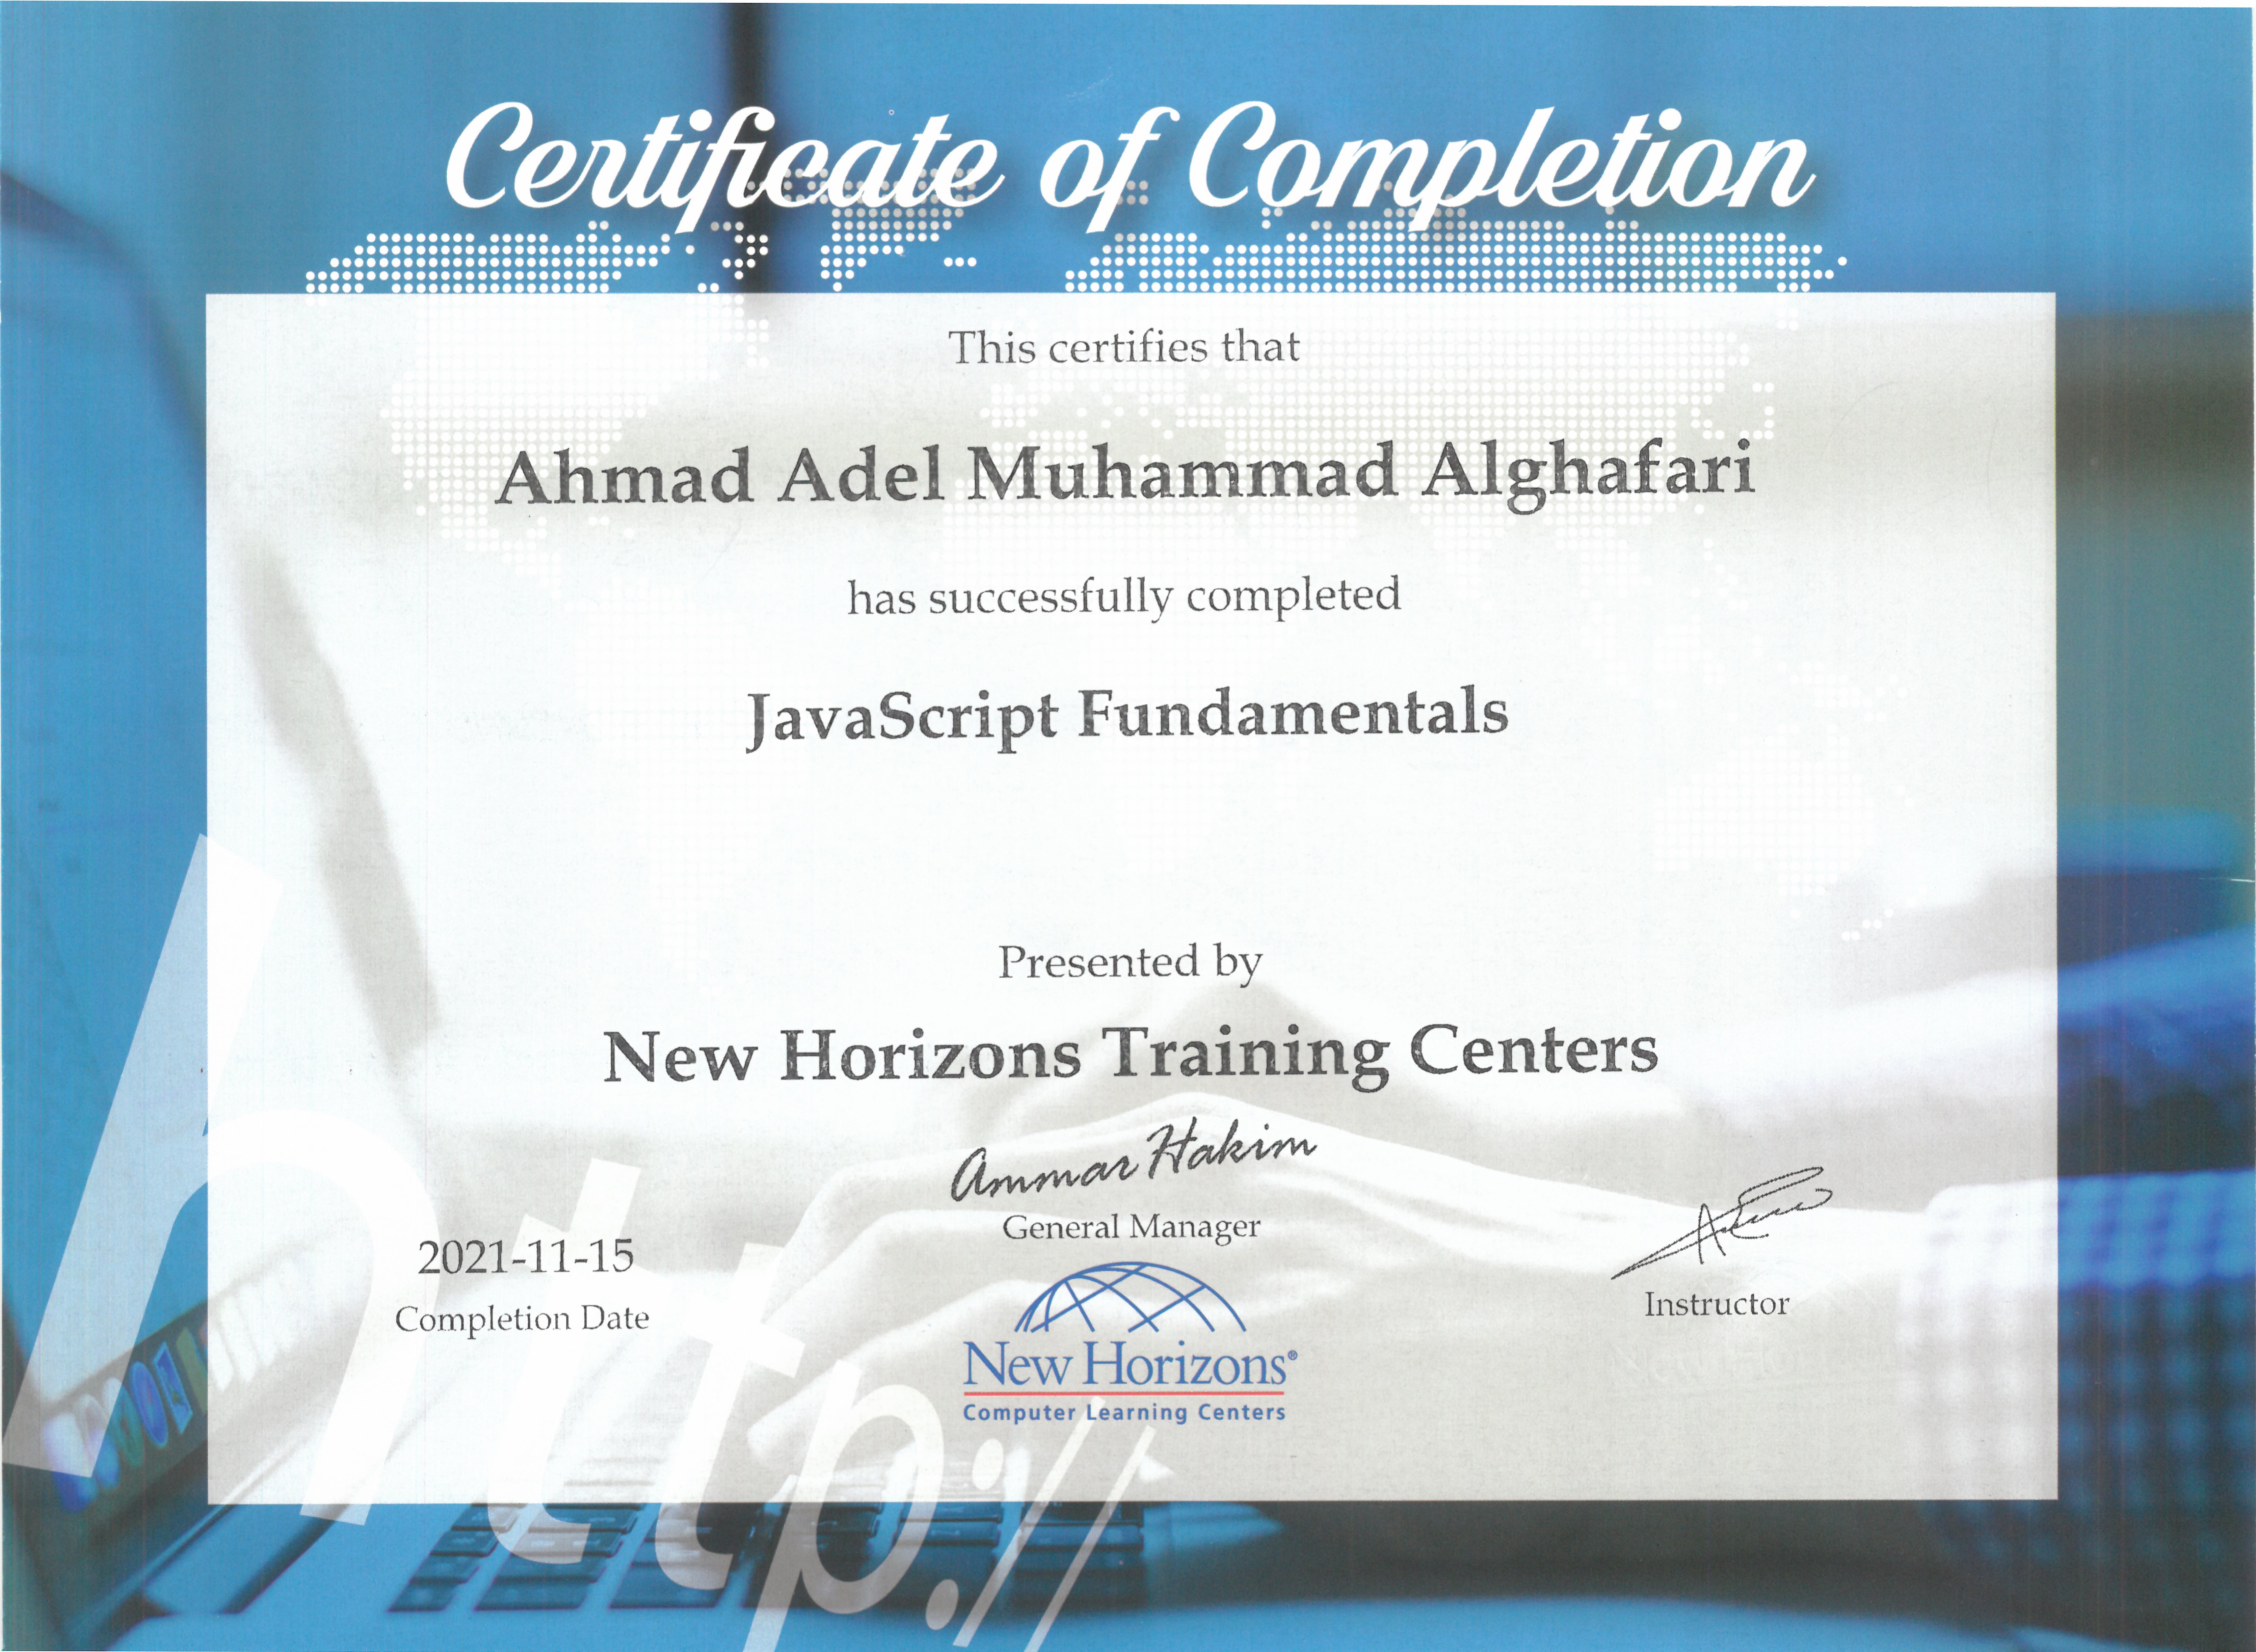 Certificate of Completion
This certifies that
Ahmad Adel Muhammad Alghafari
has successfully completed
JavaScript Fundamentals
Presented by
New Horizons Training Centers
Ammar Hakim
General Manager
2021-11-15
Completion Date
Instructor
New Horizons®
Computer Learning Centers
http://